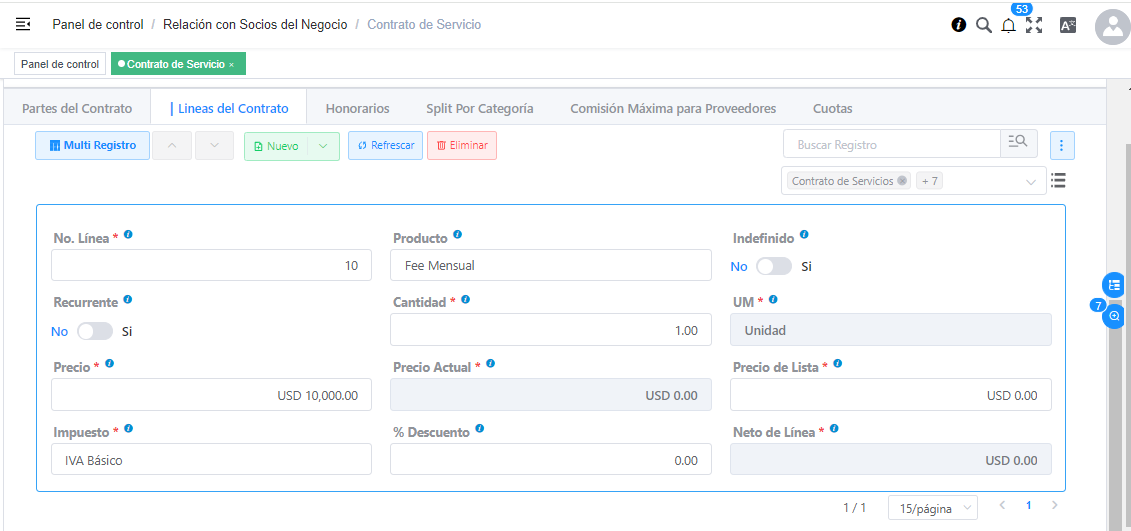 Panel de control / Relación con Socios del Negocio / Contrato de Servicio
53
Panel de control
Contrato de Servicio ×
Partes del Contrato
Lineas del Contrato
Honorarios
Split Por Categoría
Comisión Máxima para Proveedores
Cuotas
Multi Registro
Nuevo
Refrescar
Eliminar
Buscar Registro
Contrato de Servicios
+ 7
No. Línea *
Producto
Indefinido
10
Fee Mensual
No
Si
Recurrente
Cantidad *
UM *
No
Si
1.00
Unidad
Precio *
Precio Actual *
Precio de Lista *
USD 10,000.00
USD 0.00
USD 0.00
Impuesto *
% Descuento
Neto de Línea *
IVA Básico
0.00
USD 0.00
7
1 / 1
15/página
1